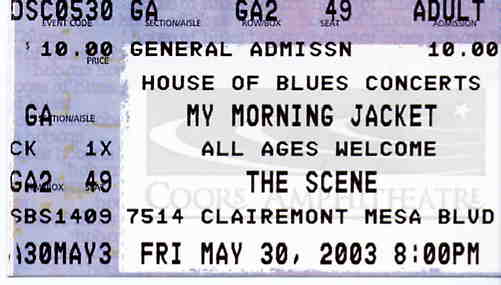 DSC0530 GA GA2 49 ADULT
EVENT CODE SECTION/AISLE ROW/BOX SEAT ADMISSION
$ 10.00 GENERAL ADMISSN 10.00
PRICE
HOUSE OF BLUES CONCERTS
GA MY MORNING JACKET
SECTION/AISLE
CK 1X ALL AGES WELCOME
GA2 49 THE SCENE
ROW/BOX SEAT
COORS AMPHITHEATRE
SBS1409 7514 CLAIREMONT MESA BLVD
A30MAY3 FRI MAY 30, 2003 8:00PM